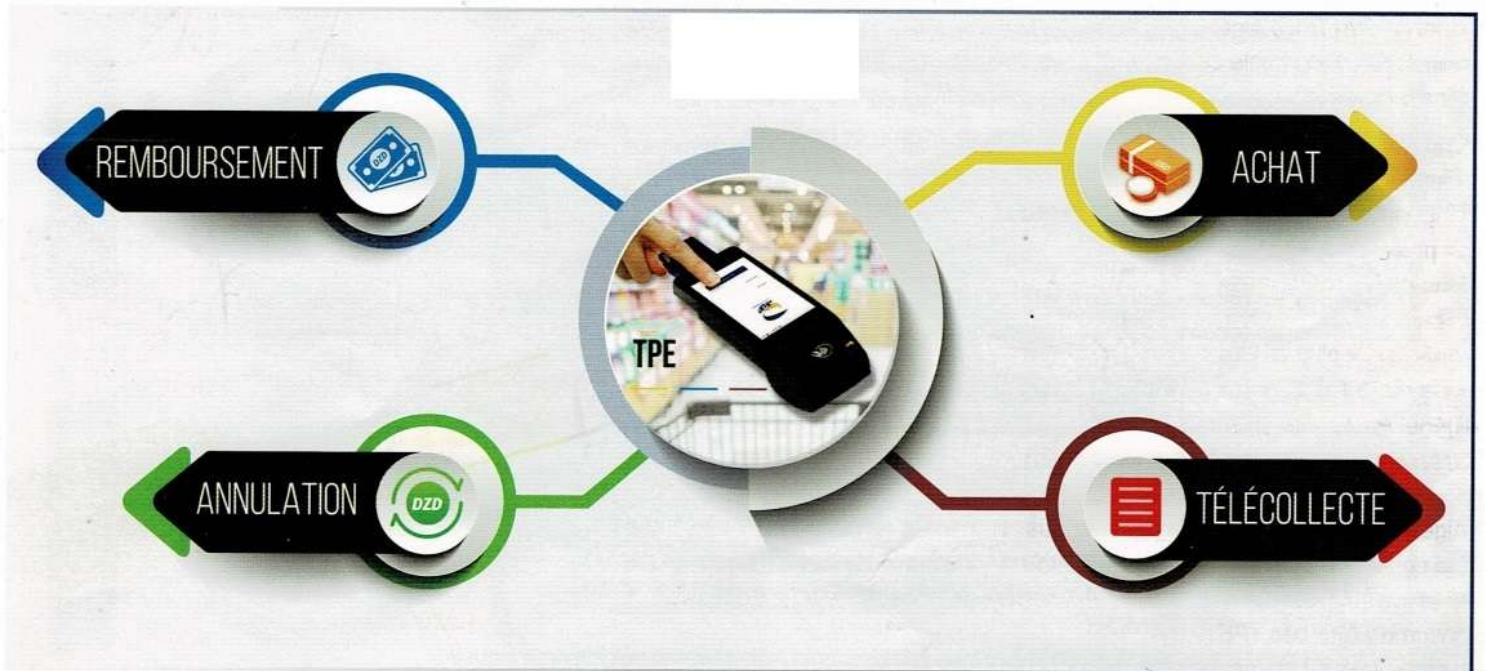 REMBOURSEMENT
DZD
ACHAT
TPE
ANNULATION
DZD
TÉLÉCOLLECTE